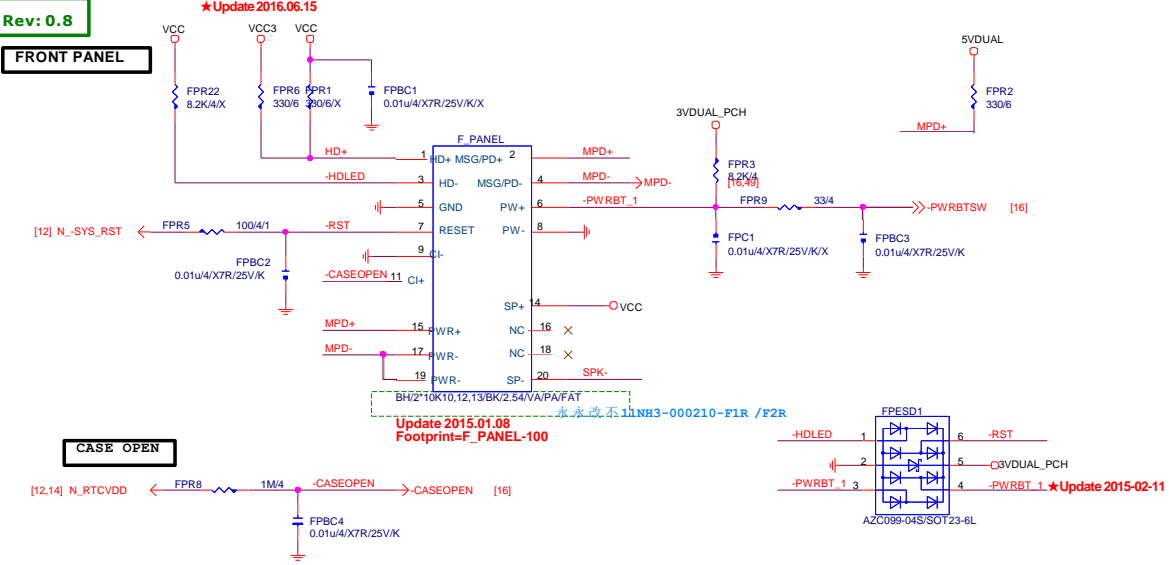 ★Update 2016.06.15
Rev: 0.8
FRONT PANEL
VCC
VCC3
VCC
5VDUAL
FPR22
8.2K/4/X
FPR6
330/6
FPR1
330/6/X
FPBC1
0.01u/4/X7R/25V/K/X
FPR2
330/6
MPD+
3VDUAL_PCH
FPR3
8.2K/4
[16,49]
F_PANEL
HD+
1
HD+
MSG/PD+
2
MPD+
-HDLED
3
HD-
MSG/PD-
4
MPD-
MPD-
5
GND
PW+
6
-PWRBT_1
FPR9
33/4
-PWRBTSW
[16]
[12] N_-SYS_RST
FPR5
100/4/1
-RST
7
RESET
PW-
8
FPC1
0.01u/4/X7R/25V/K/X
FPBC3
0.01u/4/X7R/25V/K
FPBC2
0.01u/4/X7R/25V/K
9
CI-
-CASEOPEN
11
CI+
SP+
14
VCC
MPD+
15
PWR+
NC
16
MPD-
17
PWR-
NC
18
19
PWR-
SP-
20
SPK-
BH/2*10K10,12,13/BK/2.54/VA/PA/FAT
永永改不11NH3-000210-F1R /F2R
Update 2015.01.08
Footprint=F_PANEL-100
CASE OPEN
[12,14] N_RTCVDD
FPR8
1M/4
-CASEOPEN
-CASEOPEN
[16]
FPBC4
0.01u/4/X7R/25V/K
FPESD1
-HDLED
1
6
-RST
2
5
3VDUAL_PCH
-PWRBT_1
3
4
-PWRBT_1
★Update 2015-02-11
AZC099-04S/SOT23-6L